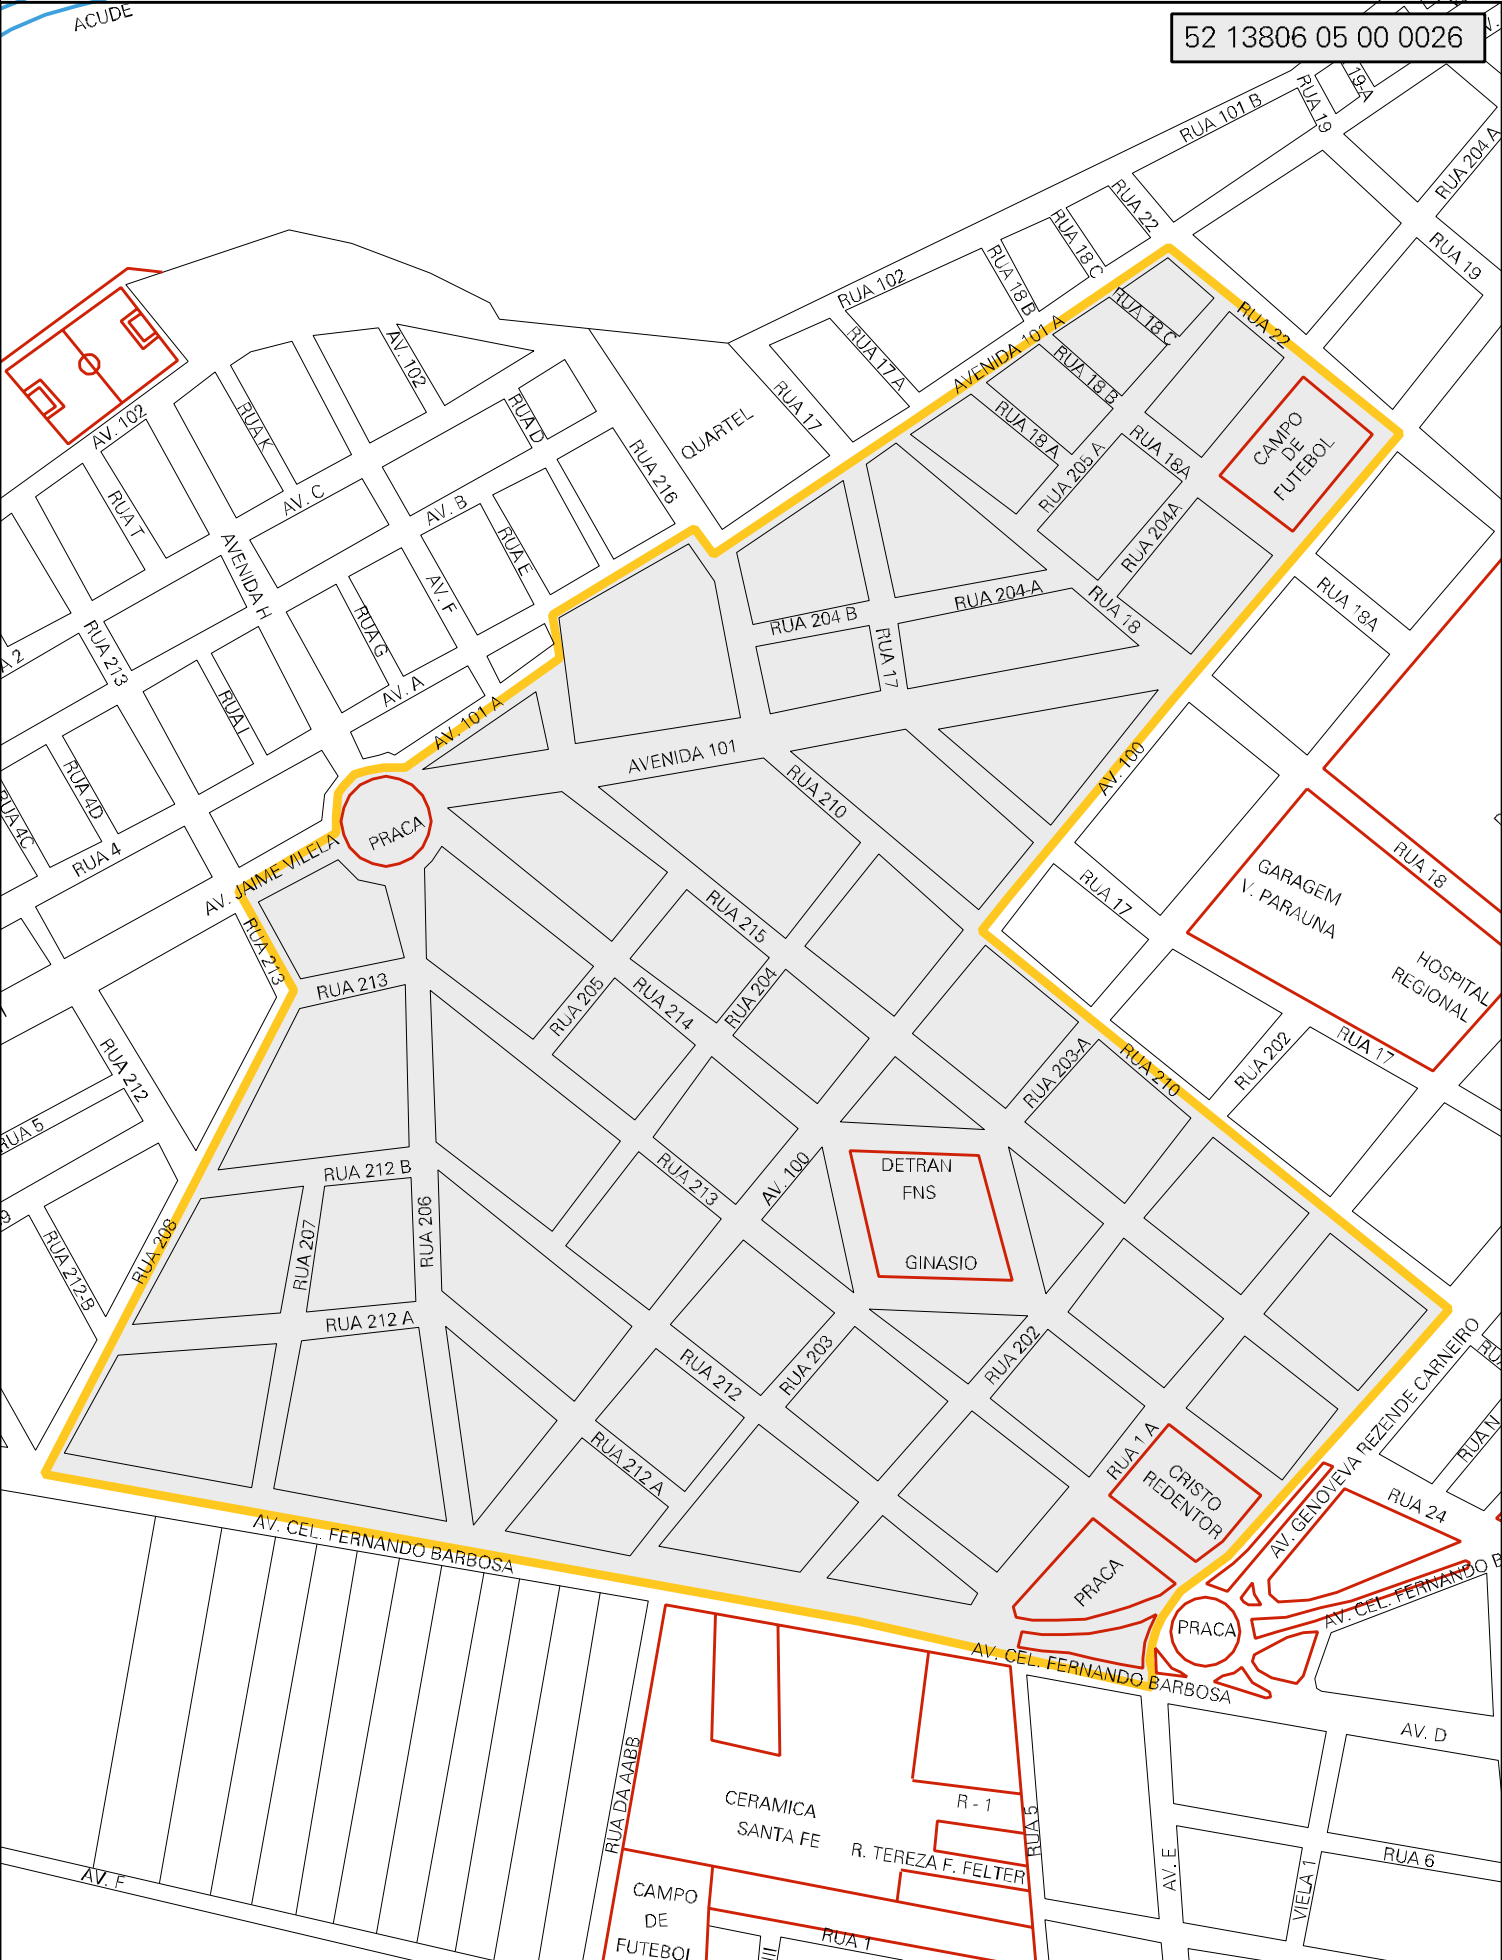 ACUDE
52 13806 05 00 0026
RUA 19
19-A
RUA 101 B
RUA 204 A
RUA 22
RUA 18 C
RUA 19
RUA 18 B
RUA 102
RUA 18 C
RUA 22
AV. 102
RUA 17 A
AVENIDA 101 A
RUA 18 B
RUA K
RUA D
RUA 17
QUARTEL
RUA 18 A
CAMPO
DE
FUTEBOL
AV. 102
RUA 18A
RUA 205 A
RUA 216
AV. C
AV. B
RUA T
RUA E
RUA 204A
AVENIDA H
AV. F
RUA 204-A
RUA 18
RUA 18A
RUA G
RUA 204 B
RUA 17
RUA 213
A 2
AV. A
RUA I
AV. 101 A
AVENIDA 101
AV. 100
RUA 4D
RUA 210
RUA 4C
PRACA
RUA 4
AV. JAIME VILELA
RUA 18
GARAGEM
V. PARAUNA
RUA 17
RUA 215
RUA 213
HOSPITAL
REGIONAL
RUA 213
RUA 205
RUA 214
RUA 204
RUA 17
RUA 202
RUA 212
RUA 203-A
RUA 210
RUA 5
RUA 212 B
DETRAN
FNS
RUA 213
AV. 100
RUA 206
RUA 207
RUA 208
9
RUA 212-B
GINASIO
RUA 212 A
RUA 203
RUA 202
RUA 212
AV. GENOVEVA REZENDE CARNEIRO
RUA N
RUA 1 A
RUA 212 A
CRISTO
REDENTOR
RUA 24
AV. CEL. FERNANDO BARBOSA
PRACA
AV. CEL. FERNANDO B
PRACA
AV. CEL. FERNANDO BARBOSA
AV. D
RUA DA AABB
CERAMICA
SANTA FE
R - 1
RUA 5
R. TEREZA F. FELTER
RUA 6
AV. E
VIELA 1
AV. F
CAMPO
DE
FUTEBOL
RUA 1